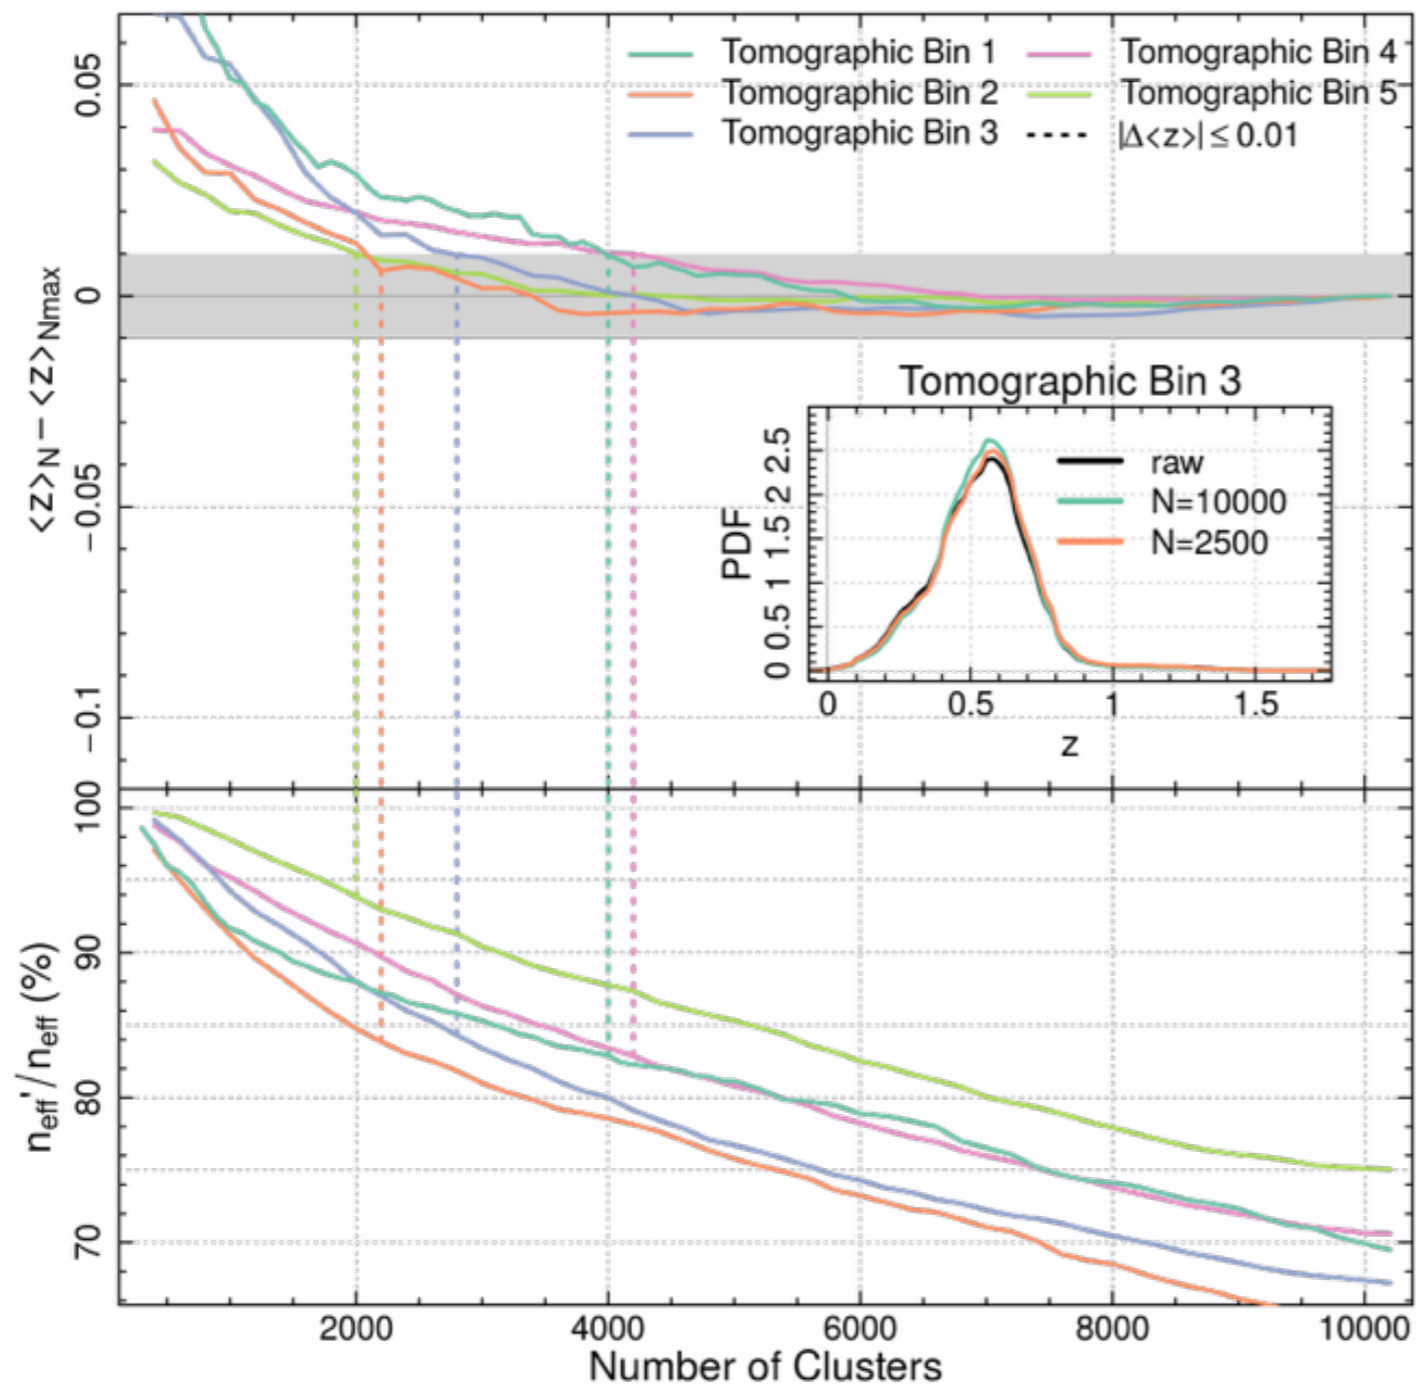 Tomographic Bin 1
Tomographic Bin 2
Tomographic Bin 3
Tomographic Bin 4
Tomographic Bin 5
|Δ<z>| ≤ 0.01
<z>N − <z>Nmax
0.05
0
−0.05
−0.1
Tomographic Bin 3
raw
N=10000
N=2500
PDF
0 0.5 1 1.5 2 2.5
0 0.5 1 1.5
z
neff'/neff (%)
100
90
80
70
2000 4000 6000 8000 10000
Number of Clusters